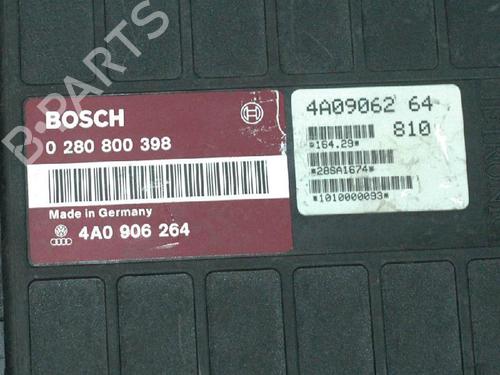 B-PARTS
BOSCH
0 280 800 398
Made in Germany
4A0 906 264
4A09062 64
810
*164.29*
*28SA1674*
*1010000093*